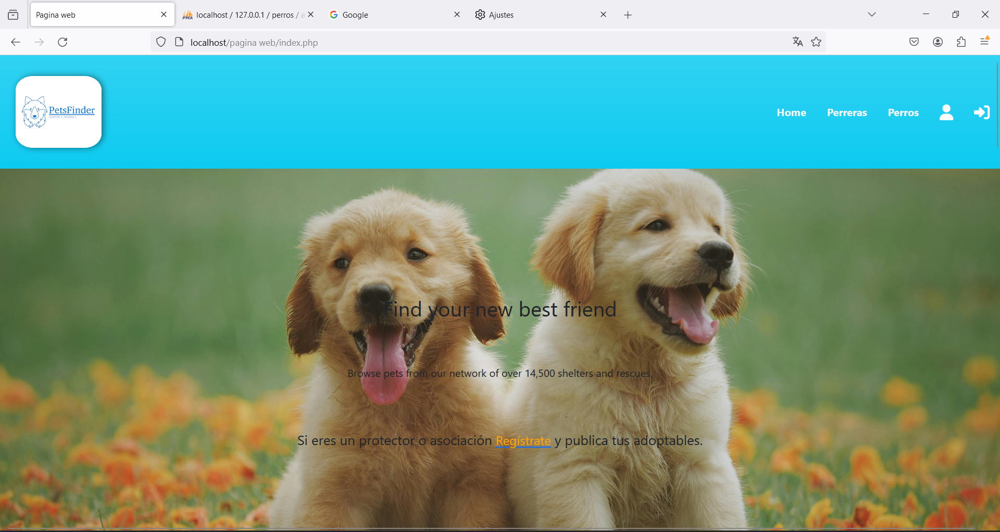 Pagina web
localhost / 127.0.0.1 / perros / a
Google
Ajustes
localhost/pagina web/index.php
PetsFinder
AMOR CANINO
Home
Perreras
Perros
Find your new best friend
Browse pets from our network of over 14,500 shelters and rescues.
Si eres un protector o asociación Regístrate y publica tus adoptables.